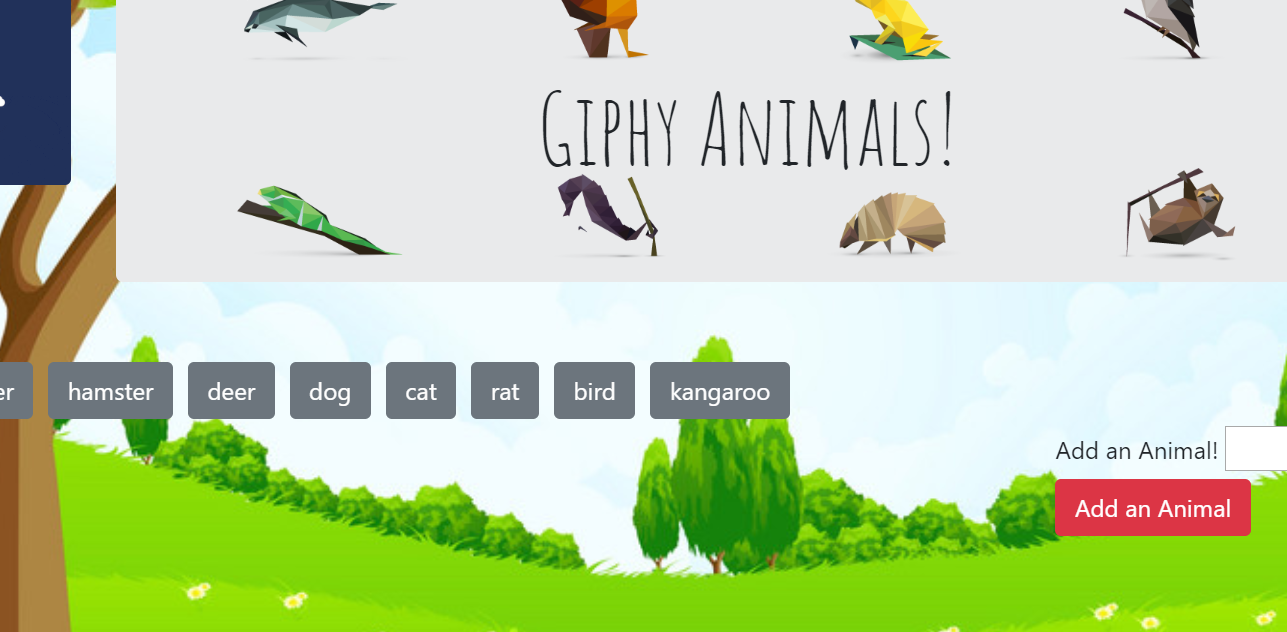 Giphy Animals!
er hamster deer dog cat rat bird kangaroo
Add an Animal!
Add an Animal